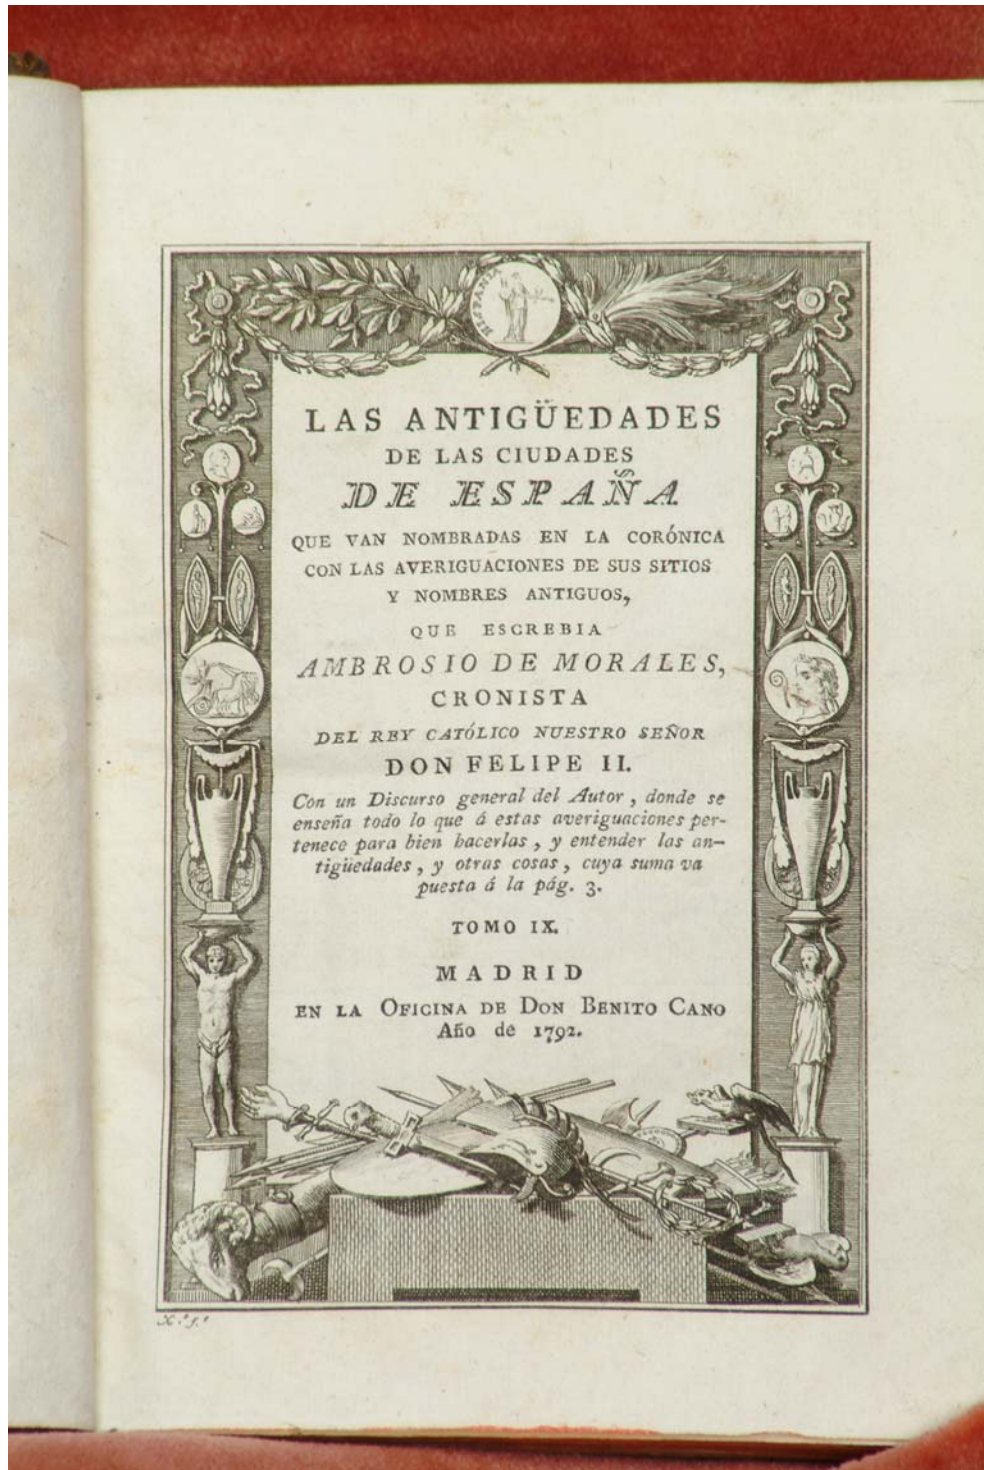 HISPANIA
LAS ANTIGÜEDADES
DE LAS CIUDADES
DE ESPAÑA
QUE VAN NOMBRADAS EN LA CORÓNICA
CON LAS AVERIGUACIONES DE SUS SITIOS
Y NOMBRES ANTIGUOS,
QUE ESCREBIA
AMBROSIO DE MORALES,
CRONISTA
DEL REY CATÓLICO NUESTRO SEÑOR
DON FELIPE II.
Con un Discurso general del Autor, donde se
enseña todo lo que á estas averiguaciones per-
tenece para bien hacerlas, y entender las an-
tigüedades, y otras cosas, cuya suma va
puesta á la pág. 3.
TOMO IX.
MADRID
EN LA OFICINA DE DON BENITO CANO
Año de 1792.